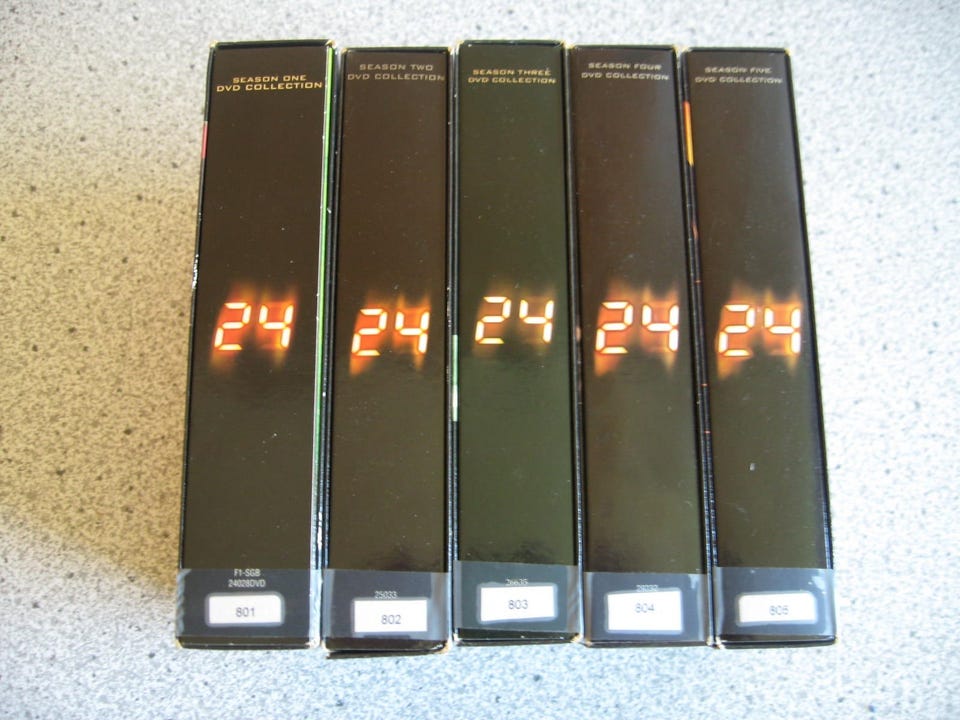 SEASON ONE
DVD COLLECTION
24
F1-SGB
24028DVD
801
SEASON TWO
DVD COLLECTION
24
25033
802
SEASON THREE
DVD COLLECTION
24
26635
803
SEASON FOUR
DVD COLLECTION
24
804
SEASON FIVE
DVD COLLECTION
24
805